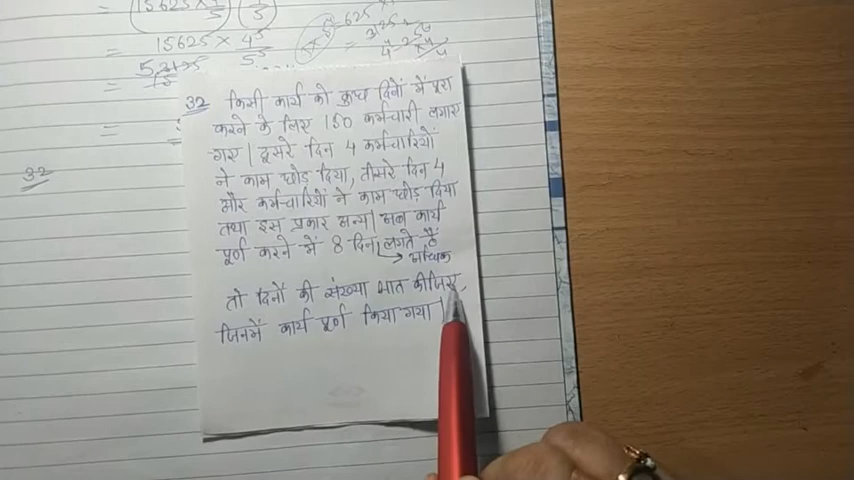 = 15625 × 4⁵
5⁵
32
32 किसी कार्य को कुछ दिनों में पूरा
करने के लिए 150 कर्मचारी लगाए
गए | दूसरे दिन 4 कर्मचारियों
ने काम छोड़ दिया, तीसरे दिन 4
और कर्मचारियों ने काम छोड़ दिया
तथा इस प्रकार अन्य| अब कार्य
पूर्ण करने में 8 दिन लगते हैं
अधिक
तो दिनों की संख्या ज्ञात कीजिए,
जिनमें कार्य पूर्ण किया गया |